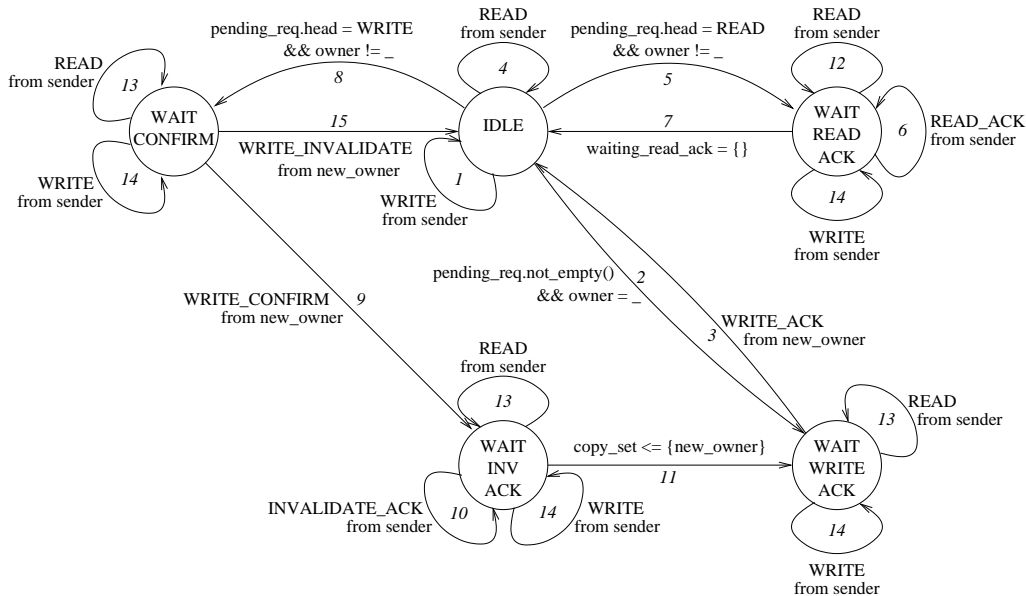 READ
from sender
13
WAIT
CONFIRM
WRITE
from sender
14
pending_req.head = WRITE
&& owner != _
8
15
WRITE_INVALIDATE
from new_owner
READ
from sender
4
IDLE
1
WRITE
from sender
pending_req.head = READ
&& owner != _
5
7
waiting_read_ack = {}
READ
from sender
12
WAIT
READ
ACK
6
READ_ACK
from sender
14
WRITE
from sender
pending_req.not_empty()
&& owner = _
2
WRITE_CONFIRM
from new_owner
9
3
WRITE_ACK
from new_owner
READ
from sender
13
WAIT
INV
ACK
INVALIDATE_ACK
from sender
10
14
WRITE
from sender
copy_set <= {new_owner}
11
READ
from sender
13
WAIT
WRITE
ACK
14
WRITE
from sender